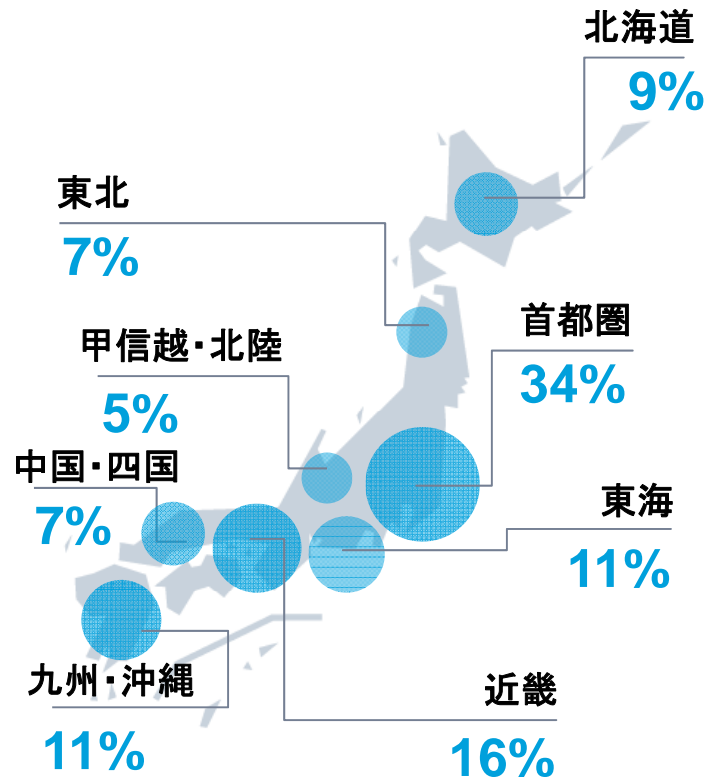 北海道
9%
東北
7%
首都圏
34%
甲信越・北陸
5%
中国・四国
7%
東海
11%
九州・沖縄
11%
近畿
16%